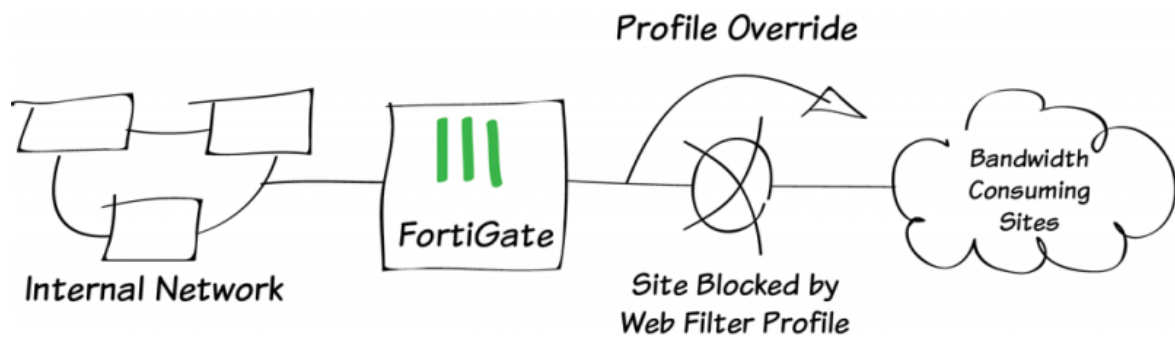 Profile Override
FortiGate
Internal Network
Site Blocked by
Web Filter Profile
Bandwidth
Consuming
Sites